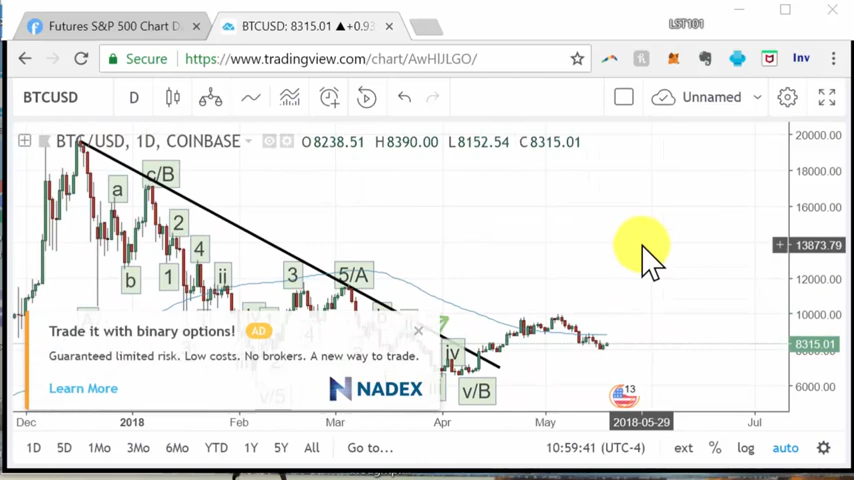 LST101
Futures S&P 500 Chart D
BTCUSD: 8315.01 ▲+0.93
Secure
https://www.tradingview.com/chart/AwHlJLGO/
Inv
BTCUSD D Unnamed
BTC/USD, 1D, COINBASE O8238.51 H8390.00 L8152.54 C8315.01
20000.00
18000.00
c/B
a
2
4
13873.79
b
1
ii
3
5/A
12000.00
10000.00
Trade it with binary options! AD
Guaranteed limited risk. Low costs. No brokers. A new way to trade.
Learn More
NADEX
iv
v/B
8315.01
6000.00
13
Dec 2018 Feb Mar Apr May 2018-05-29 Jul
1D 5D 1Mo 3Mo 6Mo YTD 1Y 5Y All Go to... 10:59:41 (UTC-4) ext % log auto